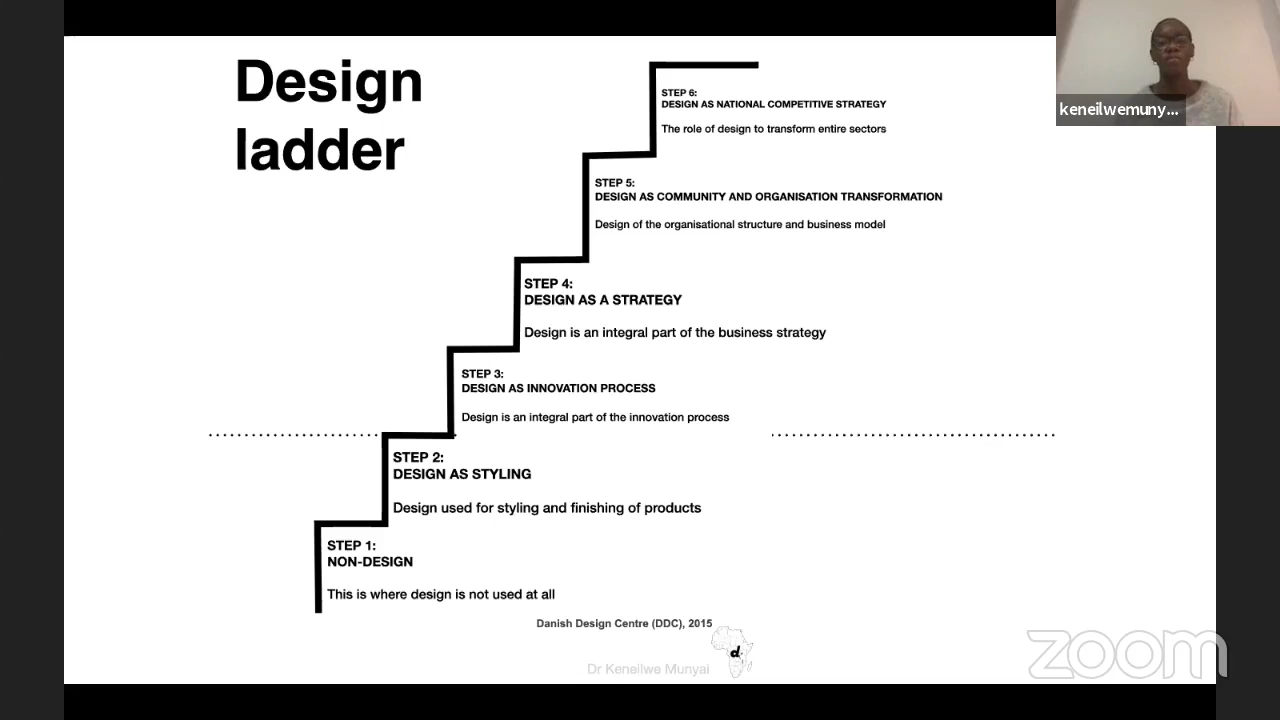 Design
ladder
STEP 6:
DESIGN AS NATIONAL COMPETITIVE STRATEGY
The role of design to transform entire sectors
STEP 5:
DESIGN AS COMMUNITY AND ORGANISATION TRANSFORMATION
Design of the organisational structure and business model
STEP 4:
DESIGN AS A STRATEGY
Design is an integral part of the business strategy
STEP 3:
DESIGN AS INNOVATION PROCESS
Design is an integral part of the innovation process
STEP 2:
DESIGN AS STYLING
Design used for styling and finishing of products
STEP 1:
NON-DESIGN
This is where design is not used at all
Danish Design Centre (DDC), 2015
d.
Dr Keneilwe Munyai
keneilwemuny...
zoom